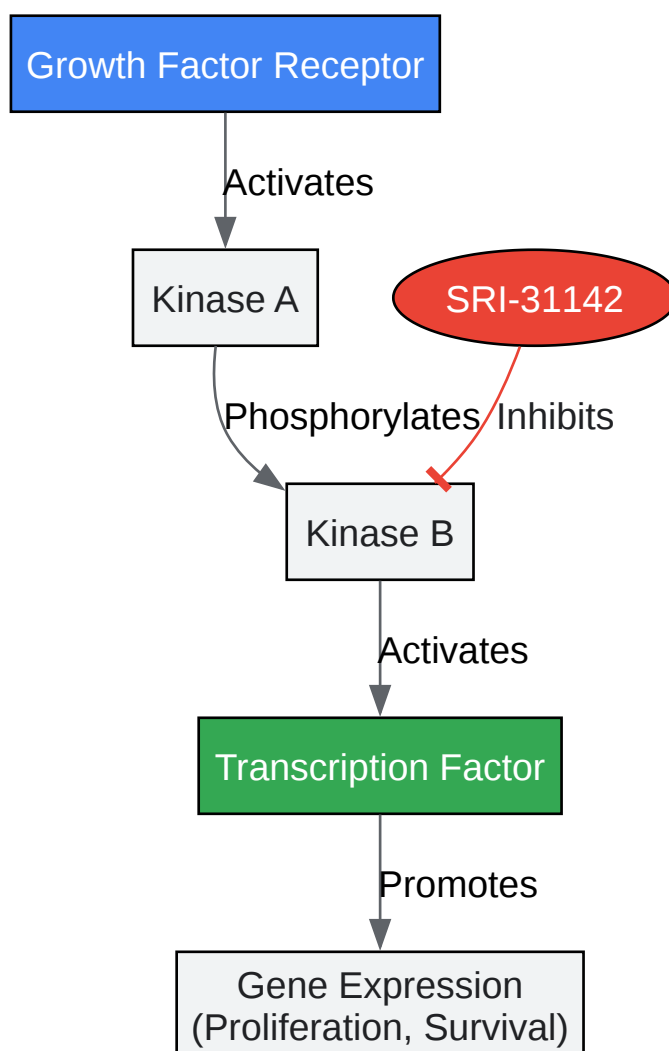 Growth Factor Receptor
Activates
Kinase A
SRI-31142
Phosphorylates
Inhibits
Kinase B
Activates
Transcription Factor
Promotes
Gene Expression
(Proliferation, Survival)